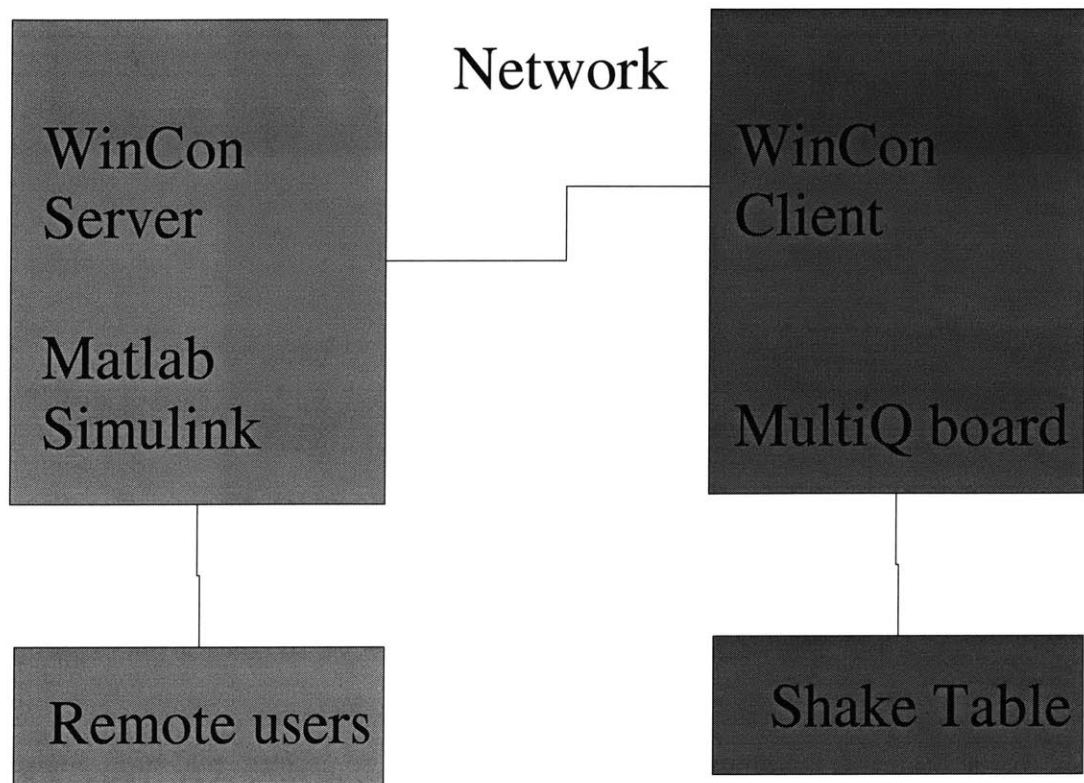 Network
WinCon
Server
Matlab
Simulink
WinCon
Client
MultiQ board
Remote users
Shake Table